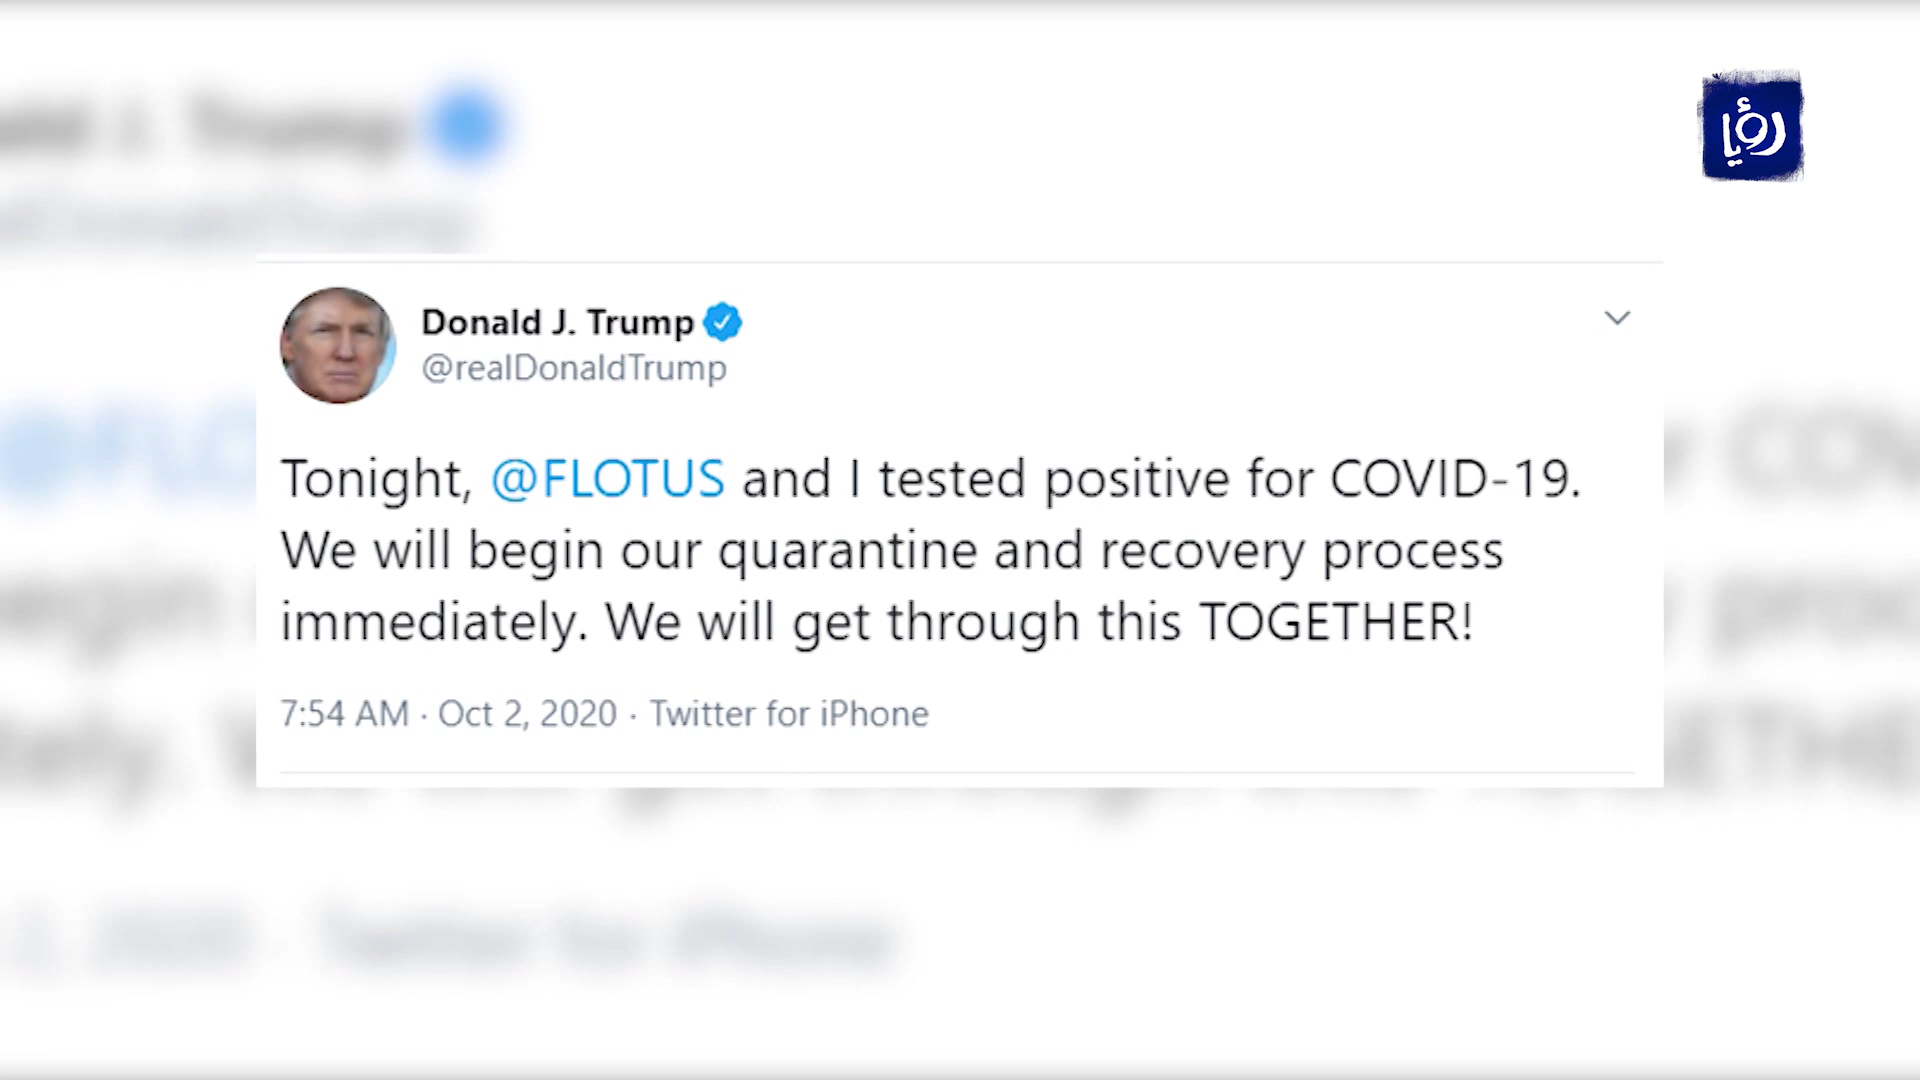 رؤيا
Donald J. Trump
@realDonaldTrump
Tonight, @FLOTUS and I tested positive for COVID-19.
We will begin our quarantine and recovery process
immediately. We will get through this TOGETHER!
7:54 AM · Oct 2, 2020 · Twitter for iPhone